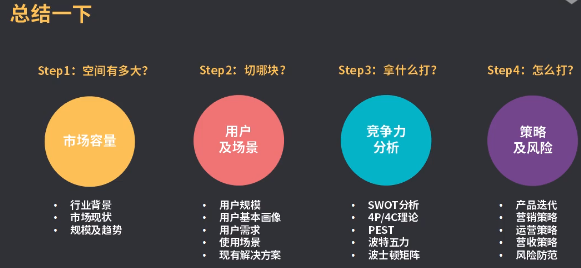 总结一下
Step1：空间有多大？
市场容量
• 行业背景
• 市场现状
• 规模及趋势
Step2：切哪块？
用户
及场景
• 用户规模
• 用户基本画像
• 用户需求
• 使用场景
• 现有解决方案
Step3：拿什么打？
竞争力
分析
• SWOT分析
• 4P/4C理论
• PEST
• 波特五力
• 波士顿矩阵
Step4：怎么打？
策略
及风险
• 产品迭代
• 营销策略
• 运营策略
• 营收策略
• 风险防范